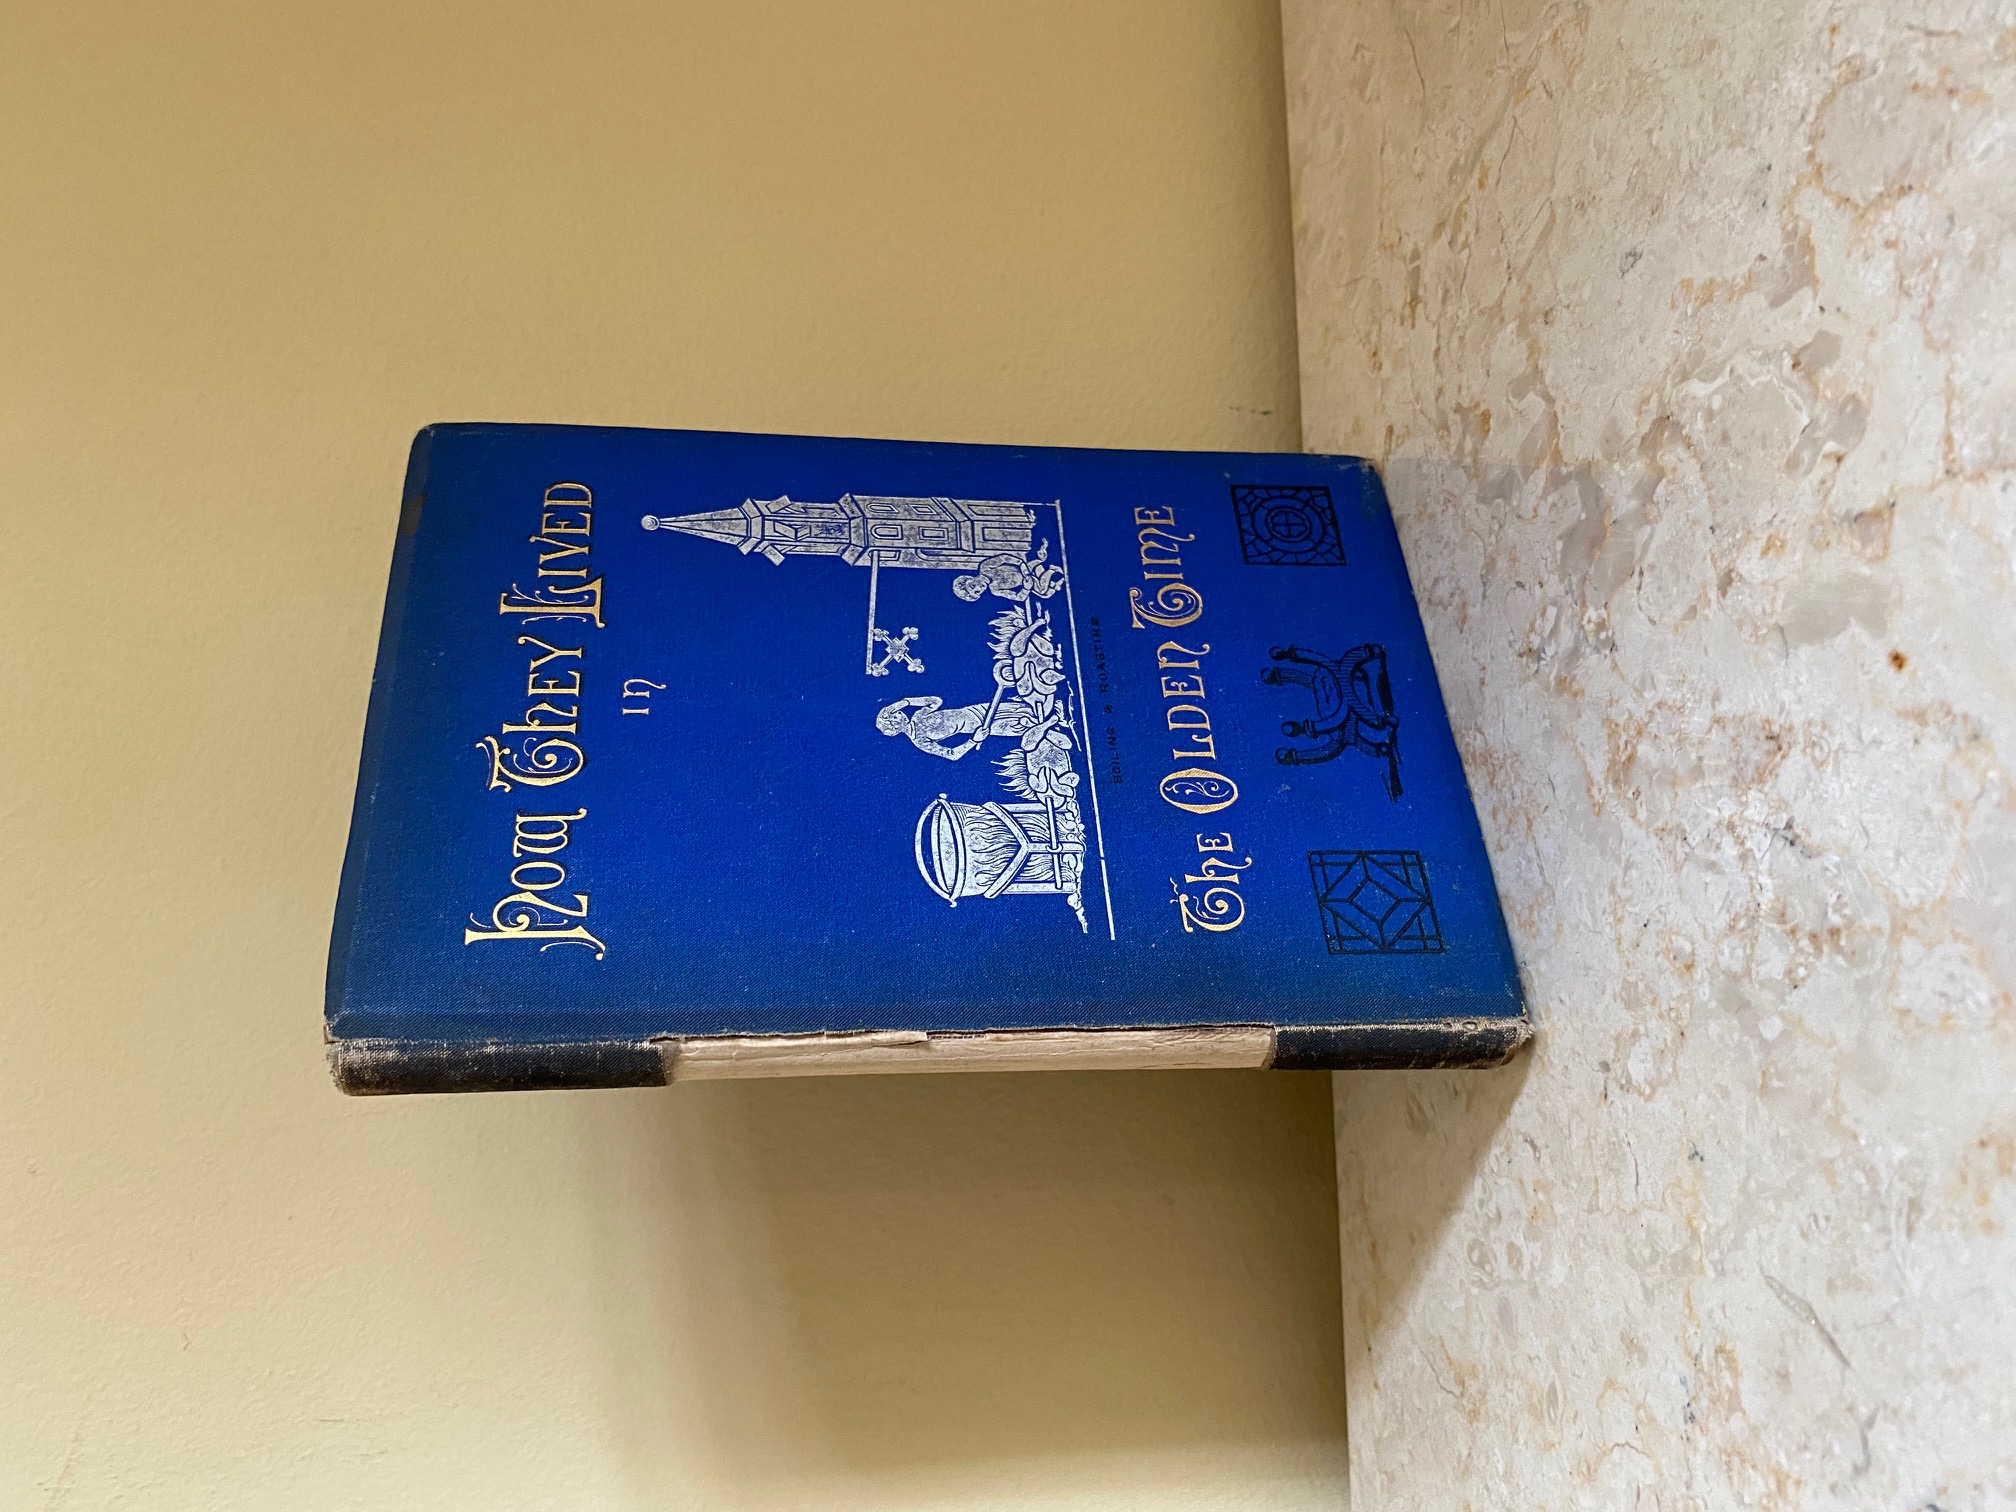 How They Lived
in
BOILING & ROASTING
The Olden Time